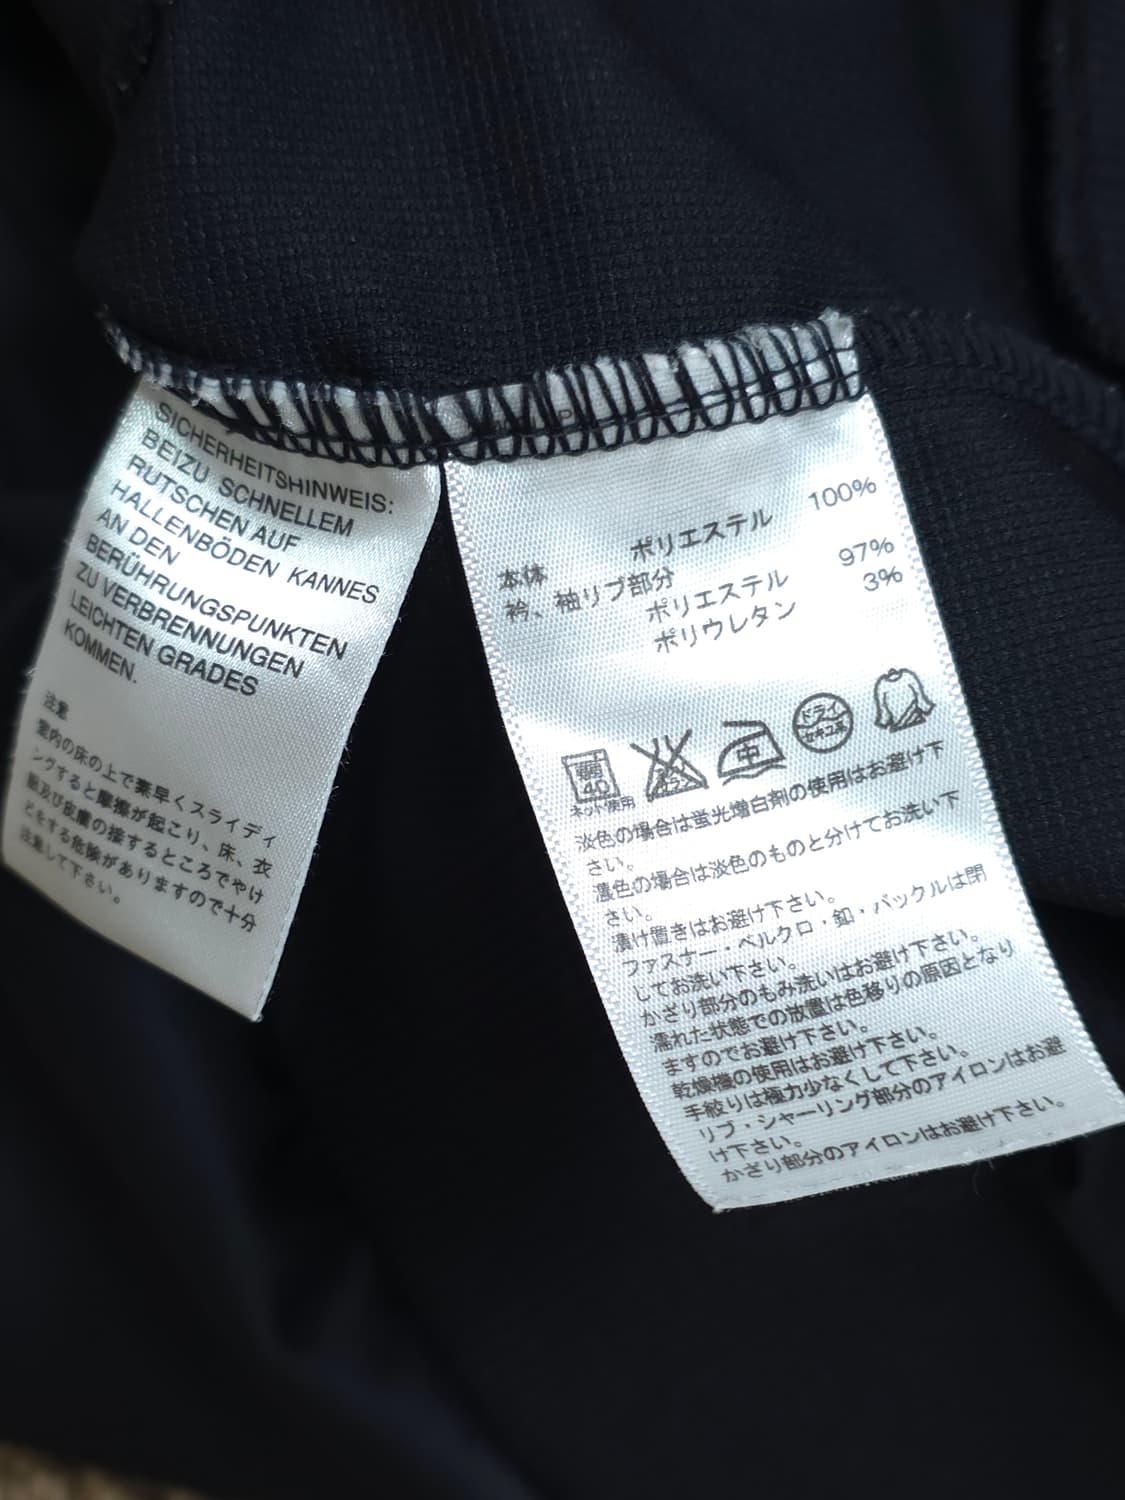 SICHERHEITSHINWEIS:
BEIZU SCHNELLEM
RUTSCHEN AUF
HALLENBÖDEN KANNES
AN DEN
BERÜHRUNGSPUNKTEN
ZU VERBRENNUNGEN
LEICHTEN GRADES
KOMMEN.
注意
室内の床の上で素早くスライディ
ングすると摩擦が起こり、床、衣
服及び皮膚の接するところでやけ
どをする危険がありますので十分
注意して下さい。
本体 ポリエステル 100%
衿、袖リブ部分
ポリエステル 97%
ポリウレタン 3%
40 中 ドライ
ネット使用
淡色の場合は蛍光増白剤の使用はお避け下
さい。
濃色の場合は淡色のものと分けてお洗い下
さい。
漬け置きはお避け下さい。
ファスナー・ベルクロ・釦・バックルは閉
じてお洗い下さい。
かざり部分のもみ洗いはお避け下さい。
濡れた状態での放置は色移りの原因となり
ますのでお避け下さい。
乾燥機の使用はお避け下さい。
手絞りは極力少なくして下さい。
リブ・シャーリング部分のアイロンはお避
け下さい。
かざり部分のアイロンはお避け下さい。